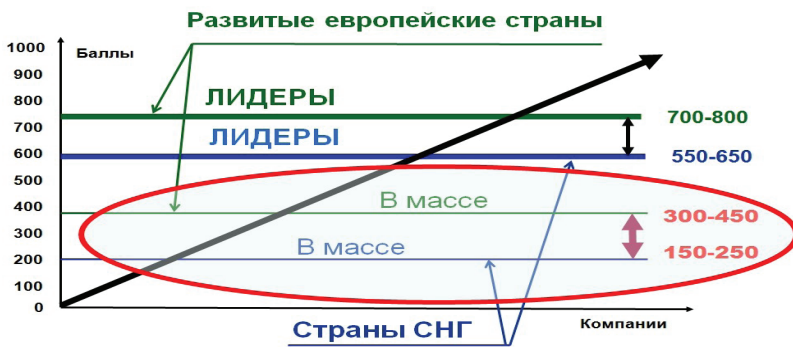 Развитые европейские страны
1000
Баллы
900
800
700
600
500
400
300
200
100
0
ЛИДЕРЫ
700-800
ЛИДЕРЫ
550-650
В массе
300-450
В массе
150-250
Компании
Страны СНГ